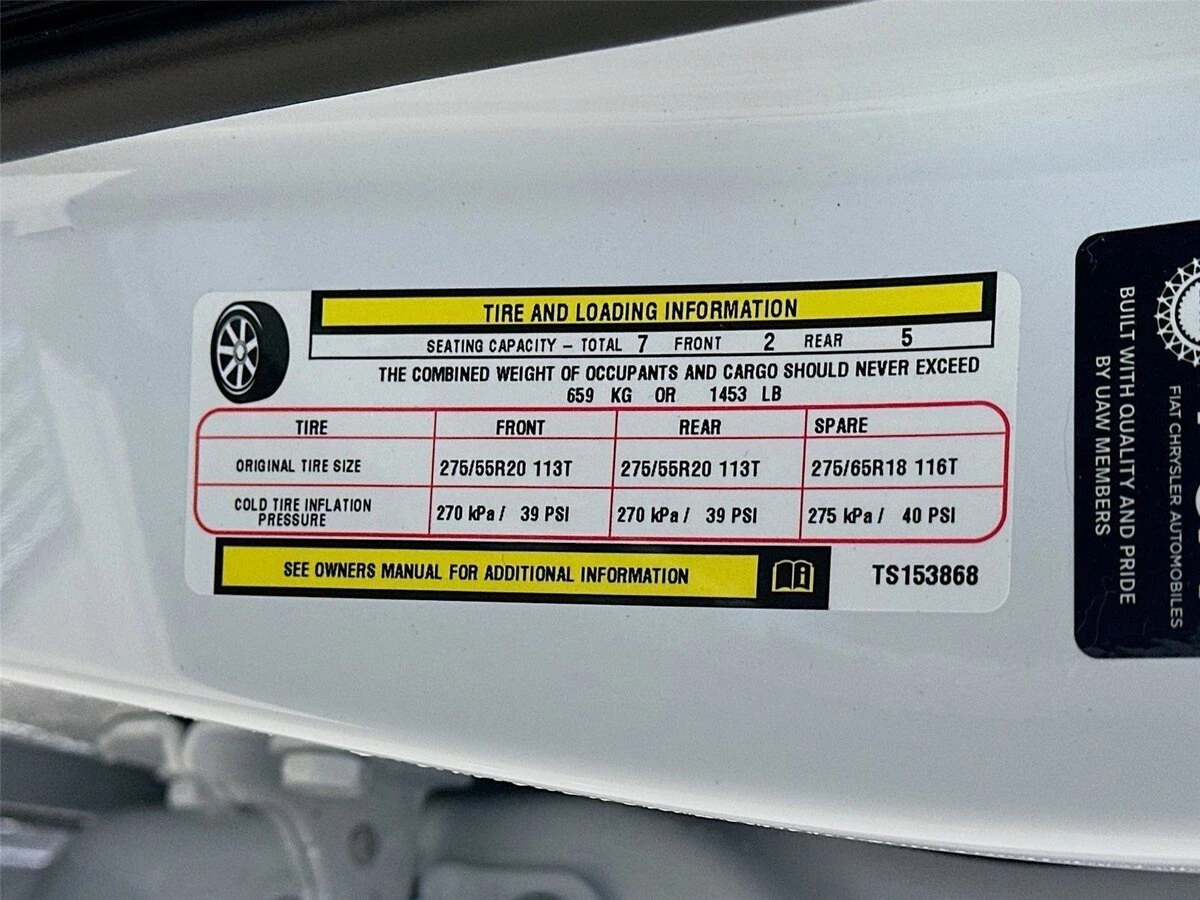 TIRE AND LOADING INFORMATION
SEATING CAPACITY – TOTAL 7 FRONT 2 REAR 5
THE COMBINED WEIGHT OF OCCUPANTS AND CARGO SHOULD NEVER EXCEED
659 KG OR 1453 LB
TIRE FRONT REAR SPARE
ORIGINAL TIRE SIZE 275/55R20 113T 275/55R20 113T 275/65R18 116T
COLD TIRE INFLATION
PRESSURE 270 kPa / 39 PSI 270 kPa / 39 PSI 275 kPa / 40 PSI
SEE OWNERS MANUAL FOR ADDITIONAL INFORMATION
TS153868
BUILT WITH QUALITY AND PRIDE
BY UAW MEMBERS
FIAT CHRYSLER AUTOMOBILES